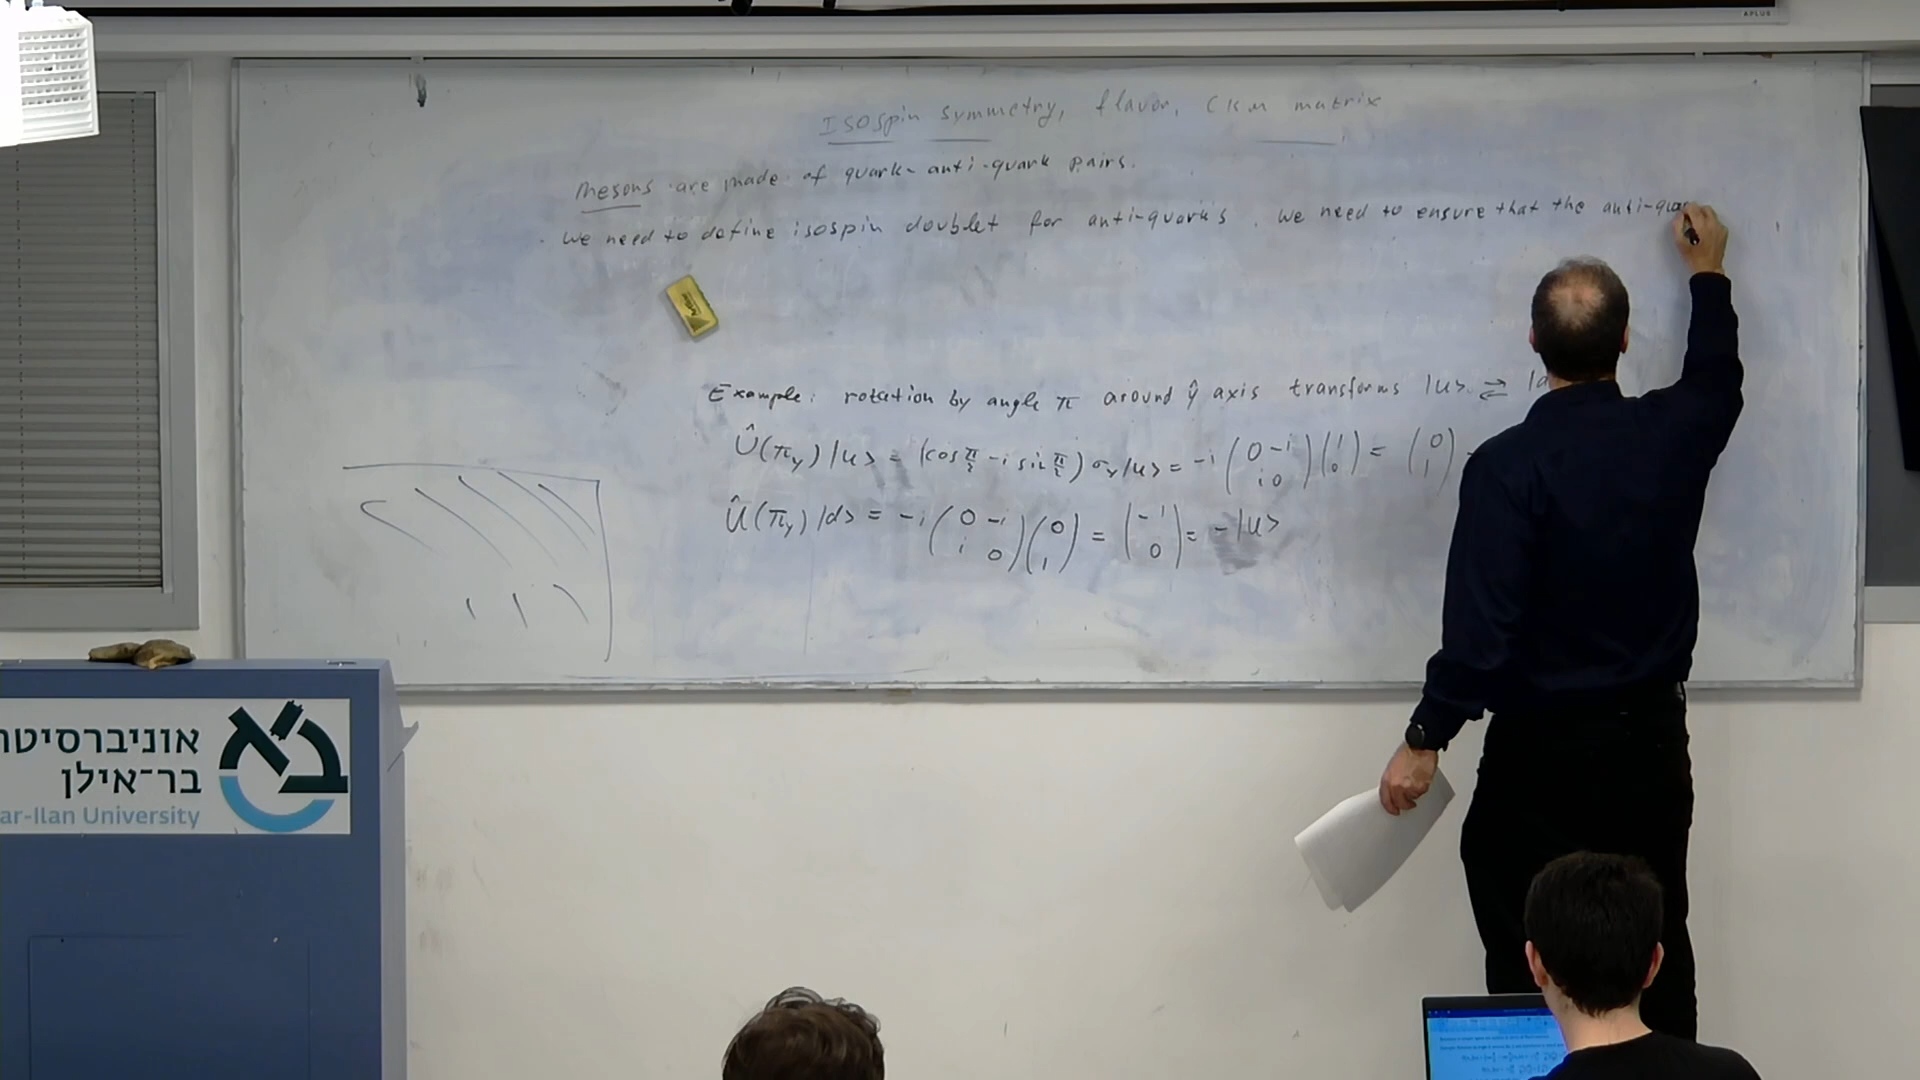 APLUS
Isospin symmetry, flavor, CKM matrix
Mesons are made of quark-anti-quark pairs.
We need to define isospin doublet for anti-quarks. We need to ensure that the anti-qua
Example: rotation by angle π around ŷ axis transforms |u> ⇄
Û(π_y)|u> = (cos π/2 - i sin π/2) σ_y|u> = -i (0 -i; i 0)(1; 0) = (0; 1)
Û(π_y)|d> = -i (0 -i; i 0)(0; 1) = (-1; 0) = -|u>
אוניברסיטת
בר־אילן
ar-Ilan University